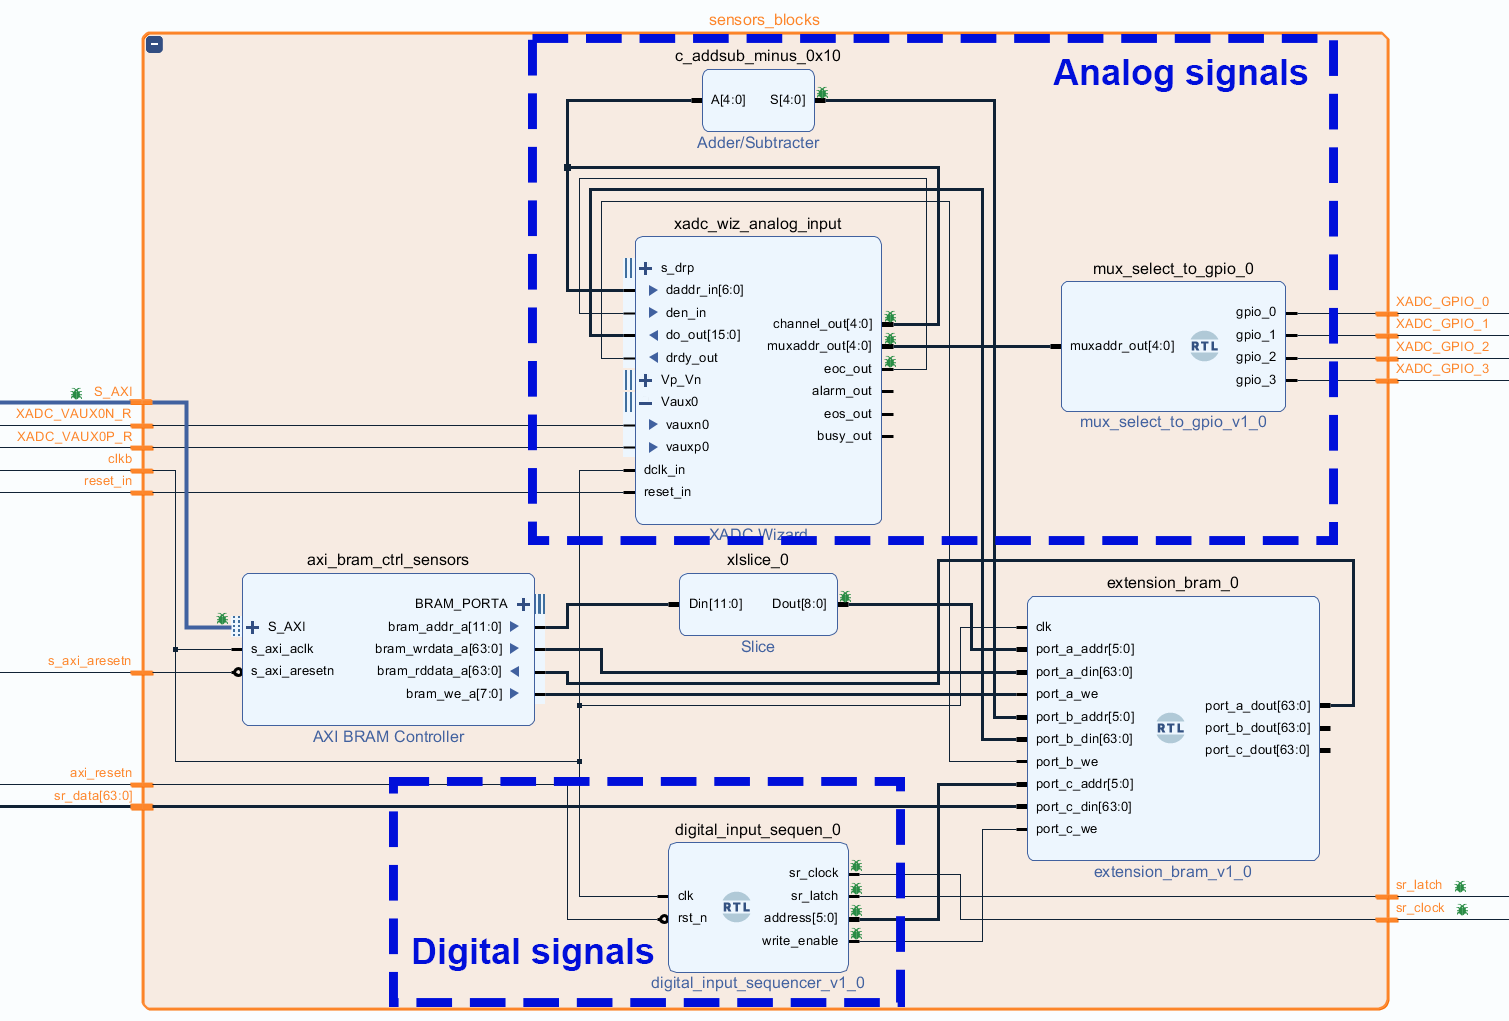 sensors_blocks
Analog signals
c_addsub_minus_0x10
A[4:0] S[4:0]
Adder/Subtracter
xadc_wiz_analog_input
s_drp
daddr_in[6:0]
den_in
do_out[15:0]
drdy_out
Vp_Vn
Vaux0
vauxn0
vauxp0
dclk_in
reset_in
channel_out[4:0]
muxaddr_out[4:0]
eoc_out
alarm_out
eos_out
busy_out
XADC Wizard
mux_select_to_gpio_0
muxaddr_out[4:0]
RTL
gpio_0
gpio_1
gpio_2
gpio_3
mux_select_to_gpio_v1_0
XADC_GPIO_0
XADC_GPIO_1
XADC_GPIO_2
XADC_GPIO_3
S_AXI
XADC_VAUX0N_R
XADC_VAUX0P_R
clkb
reset_in
s_axi_aresetn
axi_resetn
sr_data[63:0]
axi_bram_ctrl_sensors
S_AXI
s_axi_aclk
s_axi_aresetn
BRAM_PORTA
bram_addr_a[11:0]
bram_wrdata_a[63:0]
bram_rddata_a[63:0]
bram_we_a[7:0]
AXI BRAM Controller
xlslice_0
Din[11:0] Dout[8:0]
Slice
extension_bram_0
clk
port_a_addr[5:0]
port_a_din[63:0]
port_a_we
port_b_addr[5:0]
port_b_din[63:0]
port_b_we
port_c_addr[5:0]
port_c_din[63:0]
port_c_we
RTL
port_a_dout[63:0]
port_b_dout[63:0]
port_c_dout[63:0]
extension_bram_v1_0
digital_input_sequen_0
clk
rst_n
RTL
sr_clock
sr_latch
address[5:0]
write_enable
digital_input_sequencer_v1_0
Digital signals
sr_latch
sr_clock